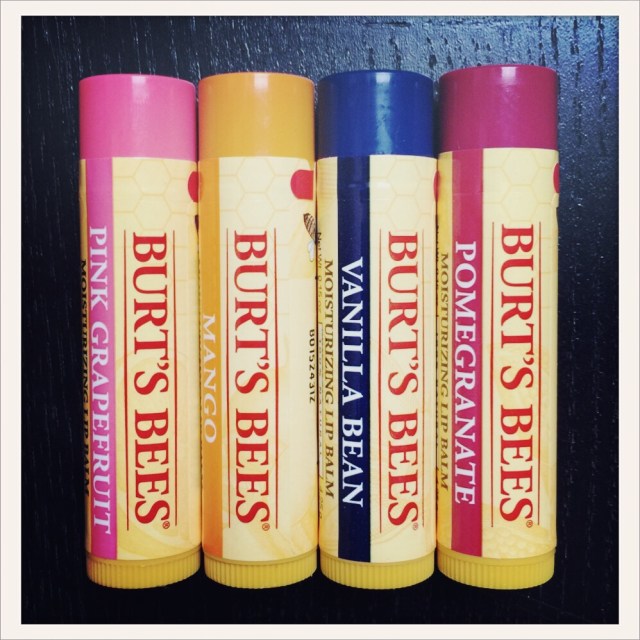 BURT'S BEES®
PINK GRAPEFRUIT
MOISTURIZING LIP BALM
BURT'S BEES®
MANGO
BURT'S BEES®
VANILLA BEAN
MOISTURIZING LIP BALM
BURT'S BEES®
POMEGRANATE
MOISTURIZING LIP BALM